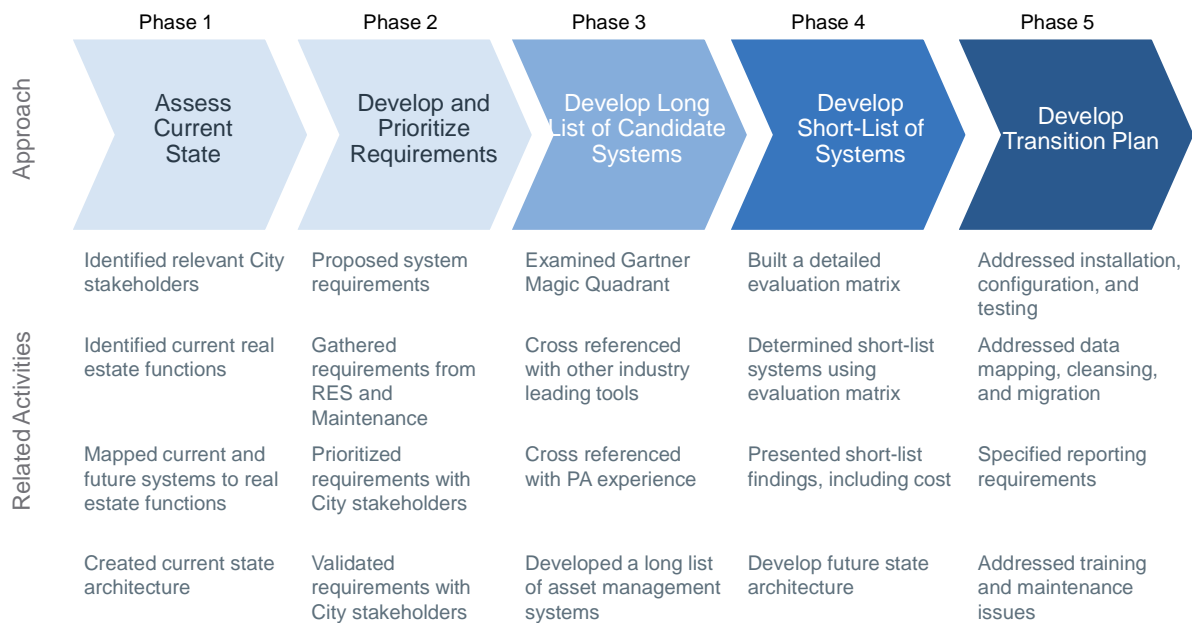 Phase 1
Phase 2
Phase 3
Phase 4
Phase 5
Approach
Assess
Current
State
Develop and
Prioritize
Requirements
Develop Long
List of Candidate
Systems
Develop
Short-List of
Systems
Develop
Transition Plan
Related Activities
Identified relevant City
stakeholders
Proposed system
requirements
Examined Gartner
Magic Quadrant
Built a detailed
evaluation matrix
Addressed installation,
configuration, and
testing
Identified current real
estate functions
Gathered
requirements from
RES and
Maintenance
Cross referenced
with other industry
leading tools
Determined short-list
systems using
evaluation matrix
Addressed data
mapping, cleansing,
and migration
Mapped current and
future systems to real
estate functions
Prioritized
requirements with
City stakeholders
Cross referenced
with PA experience
Presented short-list
findings, including cost
Specified reporting
requirements
Created current state
architecture
Validated
requirements with
City stakeholders
Developed a long list
of asset management
systems
Develop future state
architecture
Addressed training
and maintenance
issues